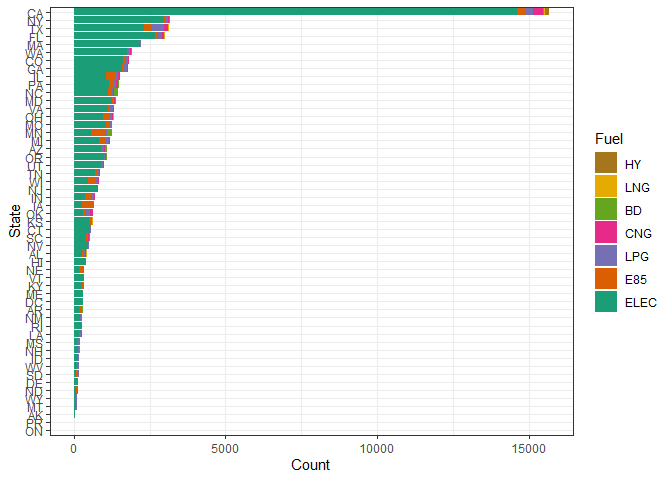 CA
NY
TX
FL
MA
WA
CO
GA
IL
PA
NC
MD
VA
OH
MO
MN
MI
AZ
OR
UT
TN
WI
NJ
IN
IA
OK
KS
CT
SC
NV
AL
HI
NE
VT
KY
ME
DC
AR
NM
RI
LA
MS
NH
ID
WV
SD
DE
ND
WY
MT
AK
PR
ON
State
0
5000
10000
15000
Count
Fuel
HY
LNG
BD
CNG
LPG
E85
ELEC